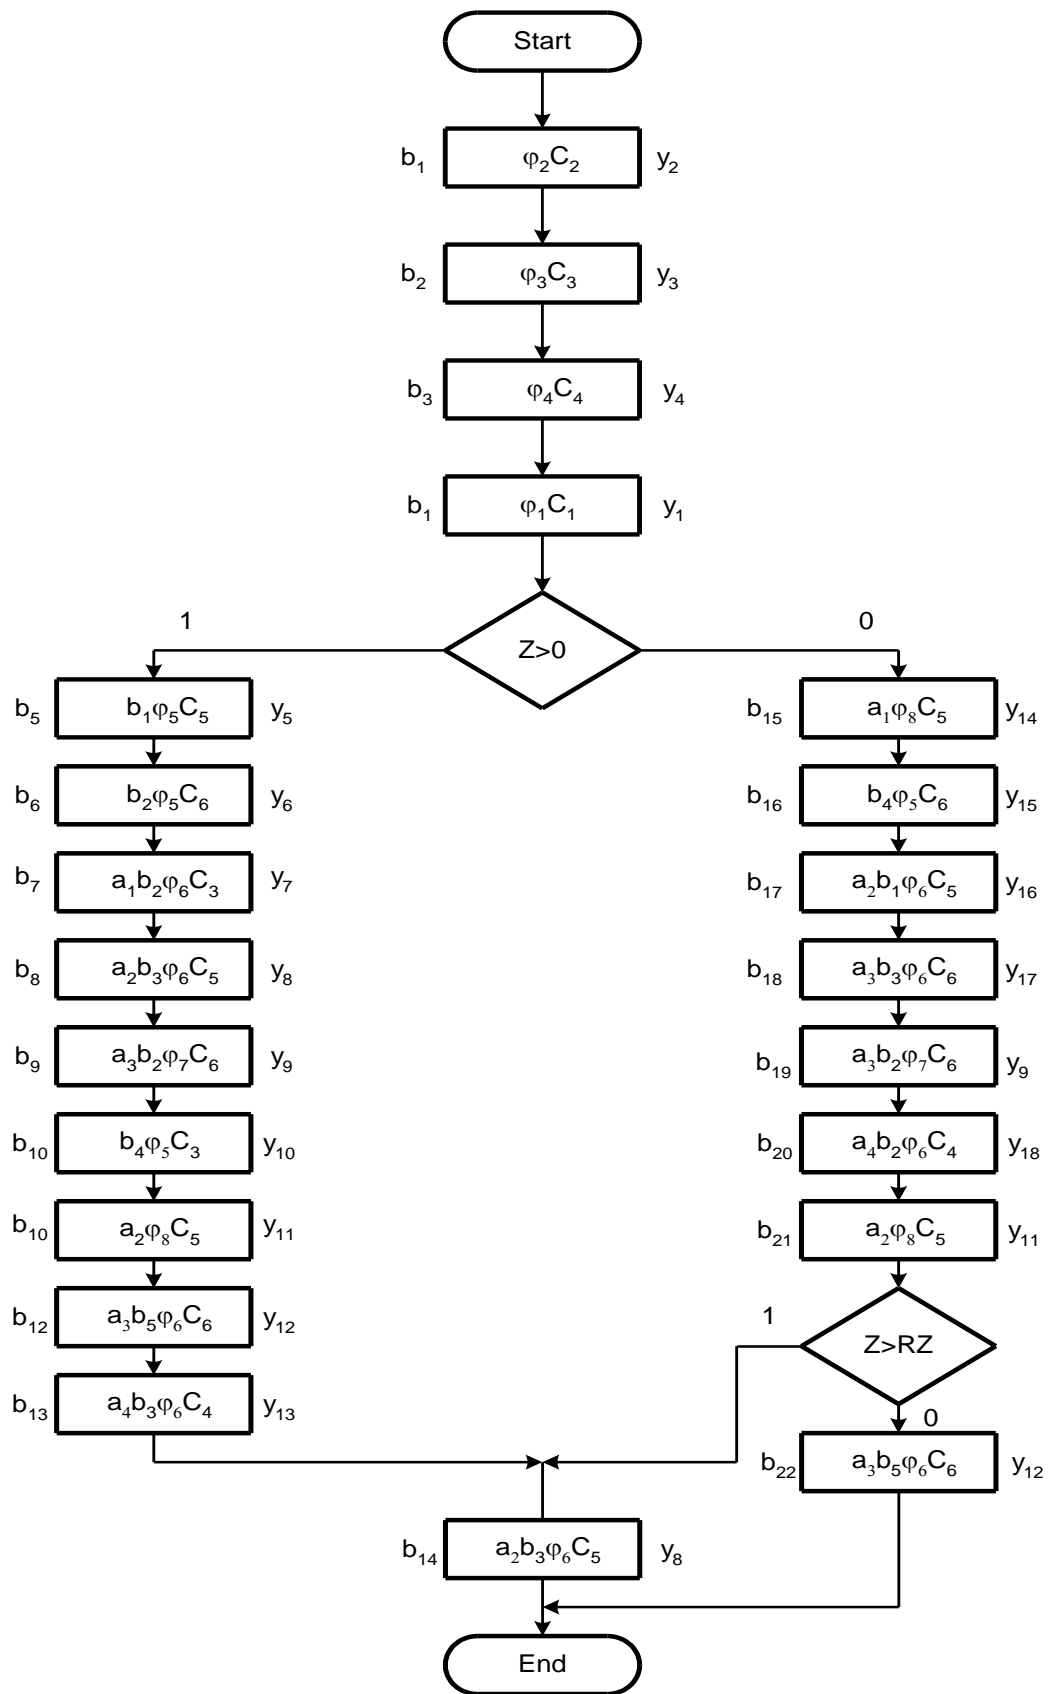 Start
b₁ φ₂C₂ y₂
b₂ φ₃C₃ y₃
b₃ φ₄C₄ y₄
b₁ φ₁C₁ y₁
1 Z>0 0
b₅ b₁φ₅C₅ y₅
b₆ b₂φ₅C₆ y₆
b₇ a₁b₂φ₆C₃ y₇
b₈ a₂b₃φ₆C₅ y₈
b₉ a₃b₂φ₇C₆ y₉
b₁₀ b₄φ₅C₃ y₁₀
b₁₀ a₂φ₈C₅ y₁₁
b₁₂ a₃b₅φ₆C₆ y₁₂
b₁₃ a₄b₃φ₆C₄ y₁₃
b₁₅ a₁φ₈C₅ y₁₄
b₁₆ b₄φ₅C₆ y₁₅
b₁₇ a₂b₁φ₆C₅ y₁₆
b₁₈ a₃b₃φ₆C₆ y₁₇
b₁₉ a₃b₂φ₇C₆ y₉
b₂₀ a₄b₂φ₆C₄ y₁₈
b₂₁ a₂φ₈C₅ y₁₁
1 Z>RZ
0
b₂₂ a₃b₅φ₆C₆ y₁₂
b₁₄ a₂b₃φ₆C₅ y₈
End